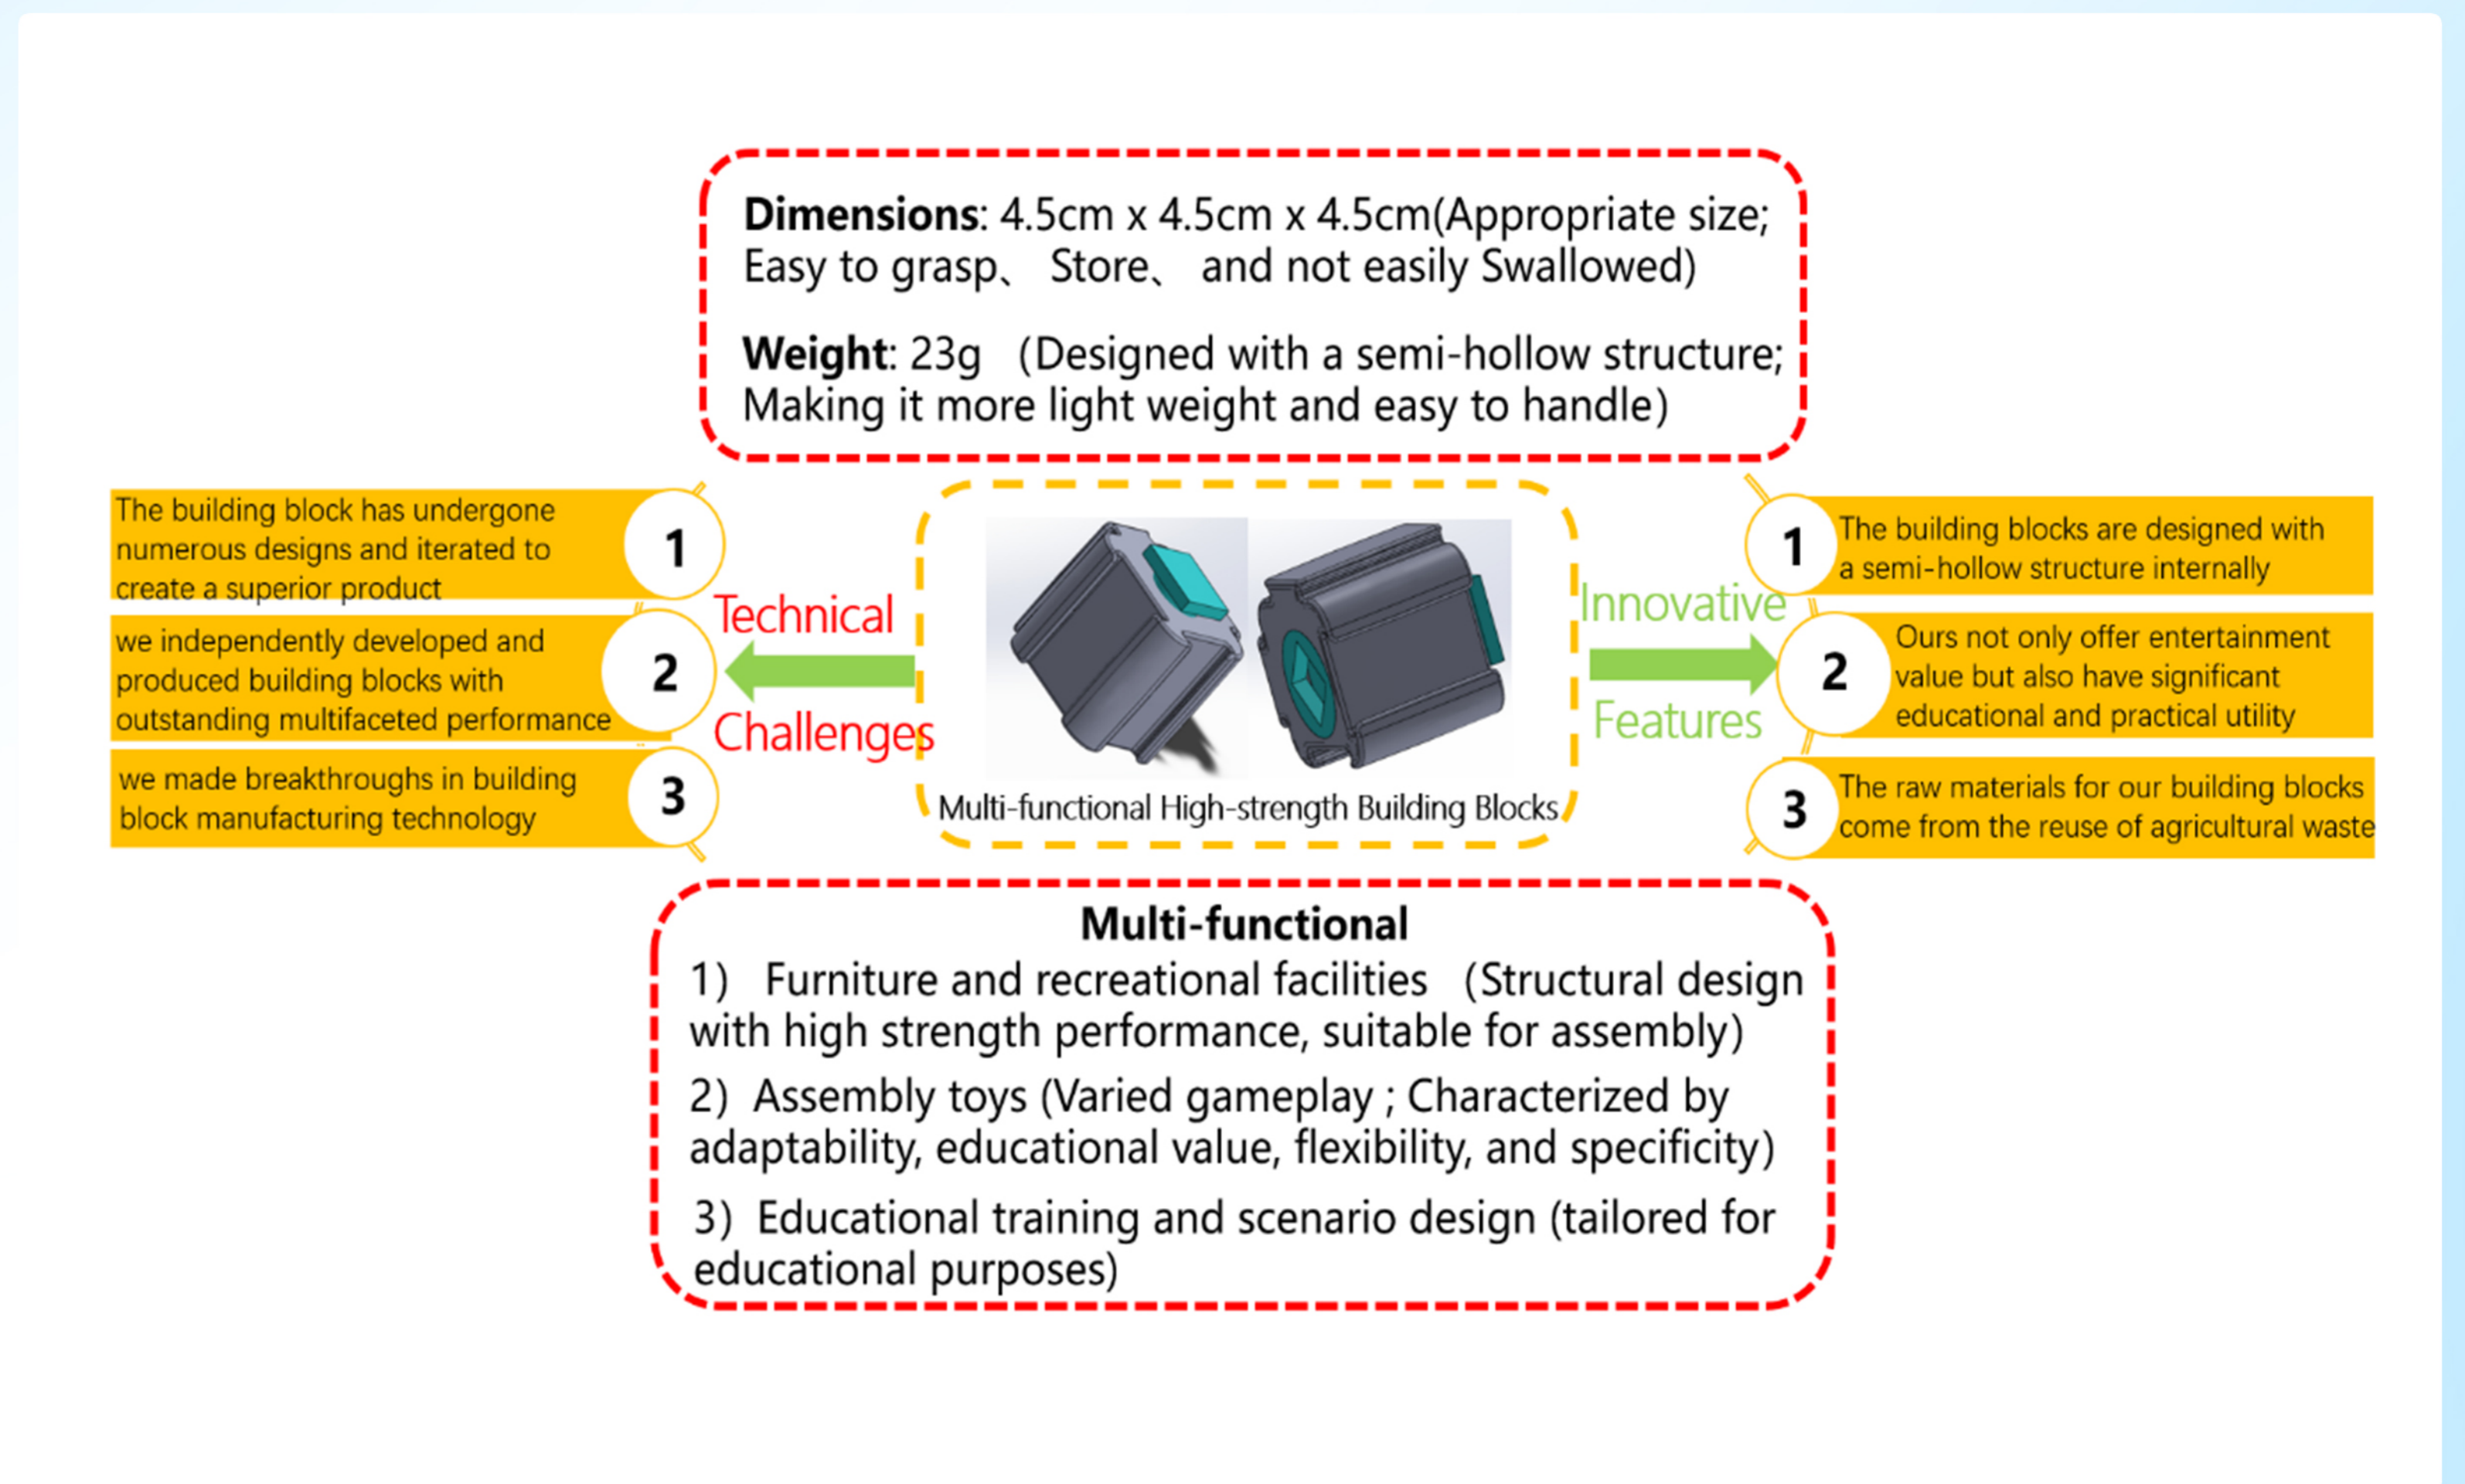 Dimensions: 4.5cm x 4.5cm x 4.5cm(Appropriate size;
Easy to grasp、 Store、 and not easily Swallowed)
Weight: 23g （Designed with a semi-hollow structure;
Making it more light weight and easy to handle）
The building block has undergone
numerous designs and iterated to
create a superior product
1
we independently developed and
produced building blocks with
outstanding multifaceted performance
2
we made breakthroughs in building
block manufacturing technology
3
Technical
Challenges
Multi-functional High-strength Building Blocks
Innovative
Features
1
The building blocks are designed with
a semi-hollow structure internally
2
Ours not only offer entertainment
value but also have significant
educational and practical utility
3
The raw materials for our building blocks
come from the reuse of agricultural waste
Multi-functional
1） Furniture and recreational facilities （Structural design
with high strength performance, suitable for assembly）
2）Assembly toys (Varied gameplay ; Characterized by
adaptability, educational value, flexibility, and specificity）
3）Educational training and scenario design (tailored for
educational purposes)